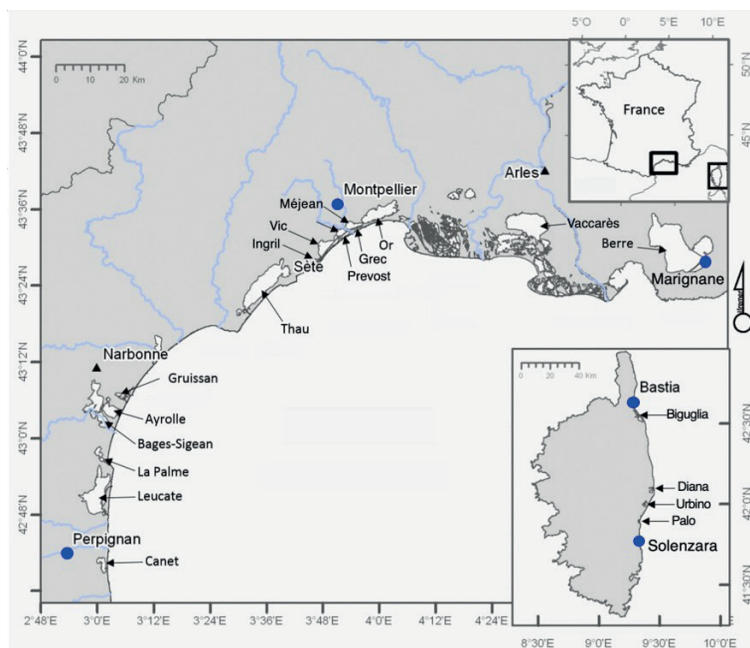 5°O 0°E 5°E 10°E
44°0'N
43°48'N
43°36'N
43°24'N
43°12'N
43°0'N
42°48'N
0 10 20 Km
France
50°N
45°N
Arles
Montpellier
Méjean
Vic
Ingril
Sète
Or
Grec
Prevost
Vaccarès
Berre
Marignane
Thau
Narbonne
Gruissan
Ayrolle
Bages-Sigean
La Palme
Leucate
Perpignan
Canet
2°48'E 3°0'E 3°12'E 3°24'E 3°36'E 3°48'E 4°0'E 4°12'E 4°24'E
0 20 40 Km
Bastia
Biguglia
Diana
Urbino
Palo
Solenzara
42°30'N
42°0'N
41°30'N
8°30'E 9°0'E 9°30'E 10°0'E